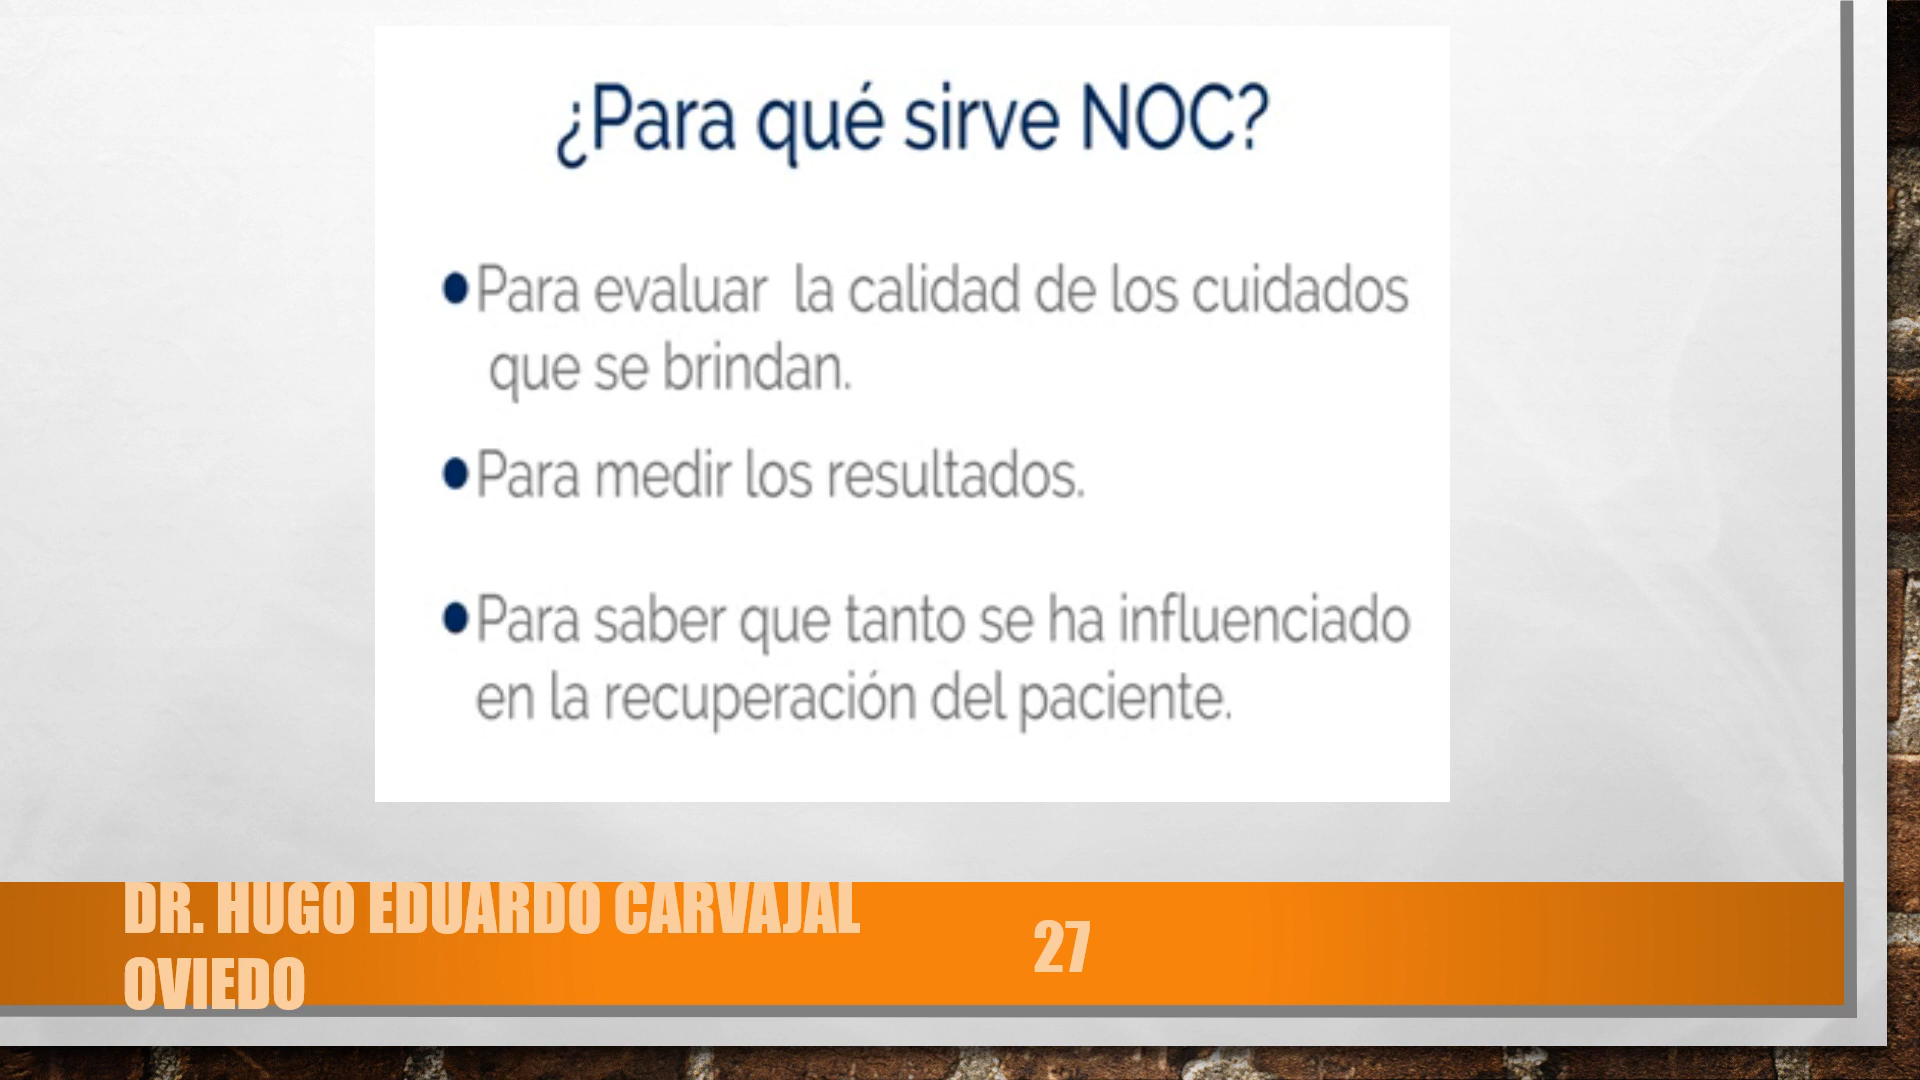 ¿Para qué sirve NOC?
●Para evaluar la calidad de los cuidados
que se brindan.
●Para medir los resultados.
●Para saber que tanto se ha influenciado
en la recuperación del paciente.
DR. HUGO EDUARDO CARVAJAL
OVIEDO
27